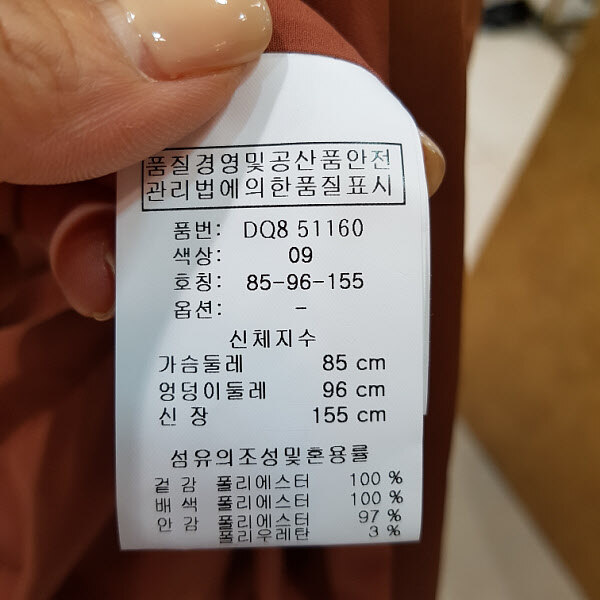 품질경영및공산품안전
관리법에의한품질표시
품번: DQ8 51160
색상: 09
호칭: 85-96-155
옵션: -
신체지수
가슴둘레 85 cm
엉덩이둘레 96 cm
신 장 155 cm
섬유의조성및혼용률
겉 감 폴리에스터 100 %
배 색 폴리에스터 100 %
안 감 폴리에스터 97 %
폴리우레탄 3 %